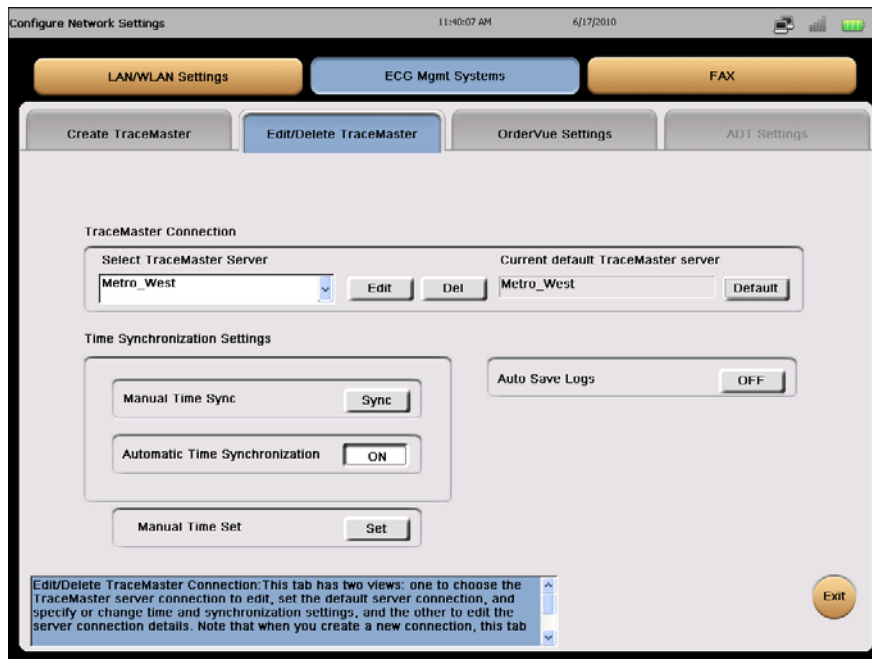 Configure Network Settings 11:40:07 AM 6/17/2010
LAN/WLAN Settings ECG Mgmt Systems FAX
Create TraceMaster Edit/Delete TraceMaster OrderVue Settings ADT Settings
TraceMaster Connection
Select TraceMaster Server Current default TraceMaster server
Metro_West Edit Del Metro_West Default
Time Synchronization Settings
Manual Time Sync Sync
Auto Save Logs OFF
Automatic Time Synchronization ON
Manual Time Set Set
Edit/Delete TraceMaster Connection:This tab has two views: one to choose the
TraceMaster server connection to edit, set the default server connection, and
specify or change time and synchronization settings, and the other to edit the
server connection details. Note that when you create a new connection, this tab
Exit